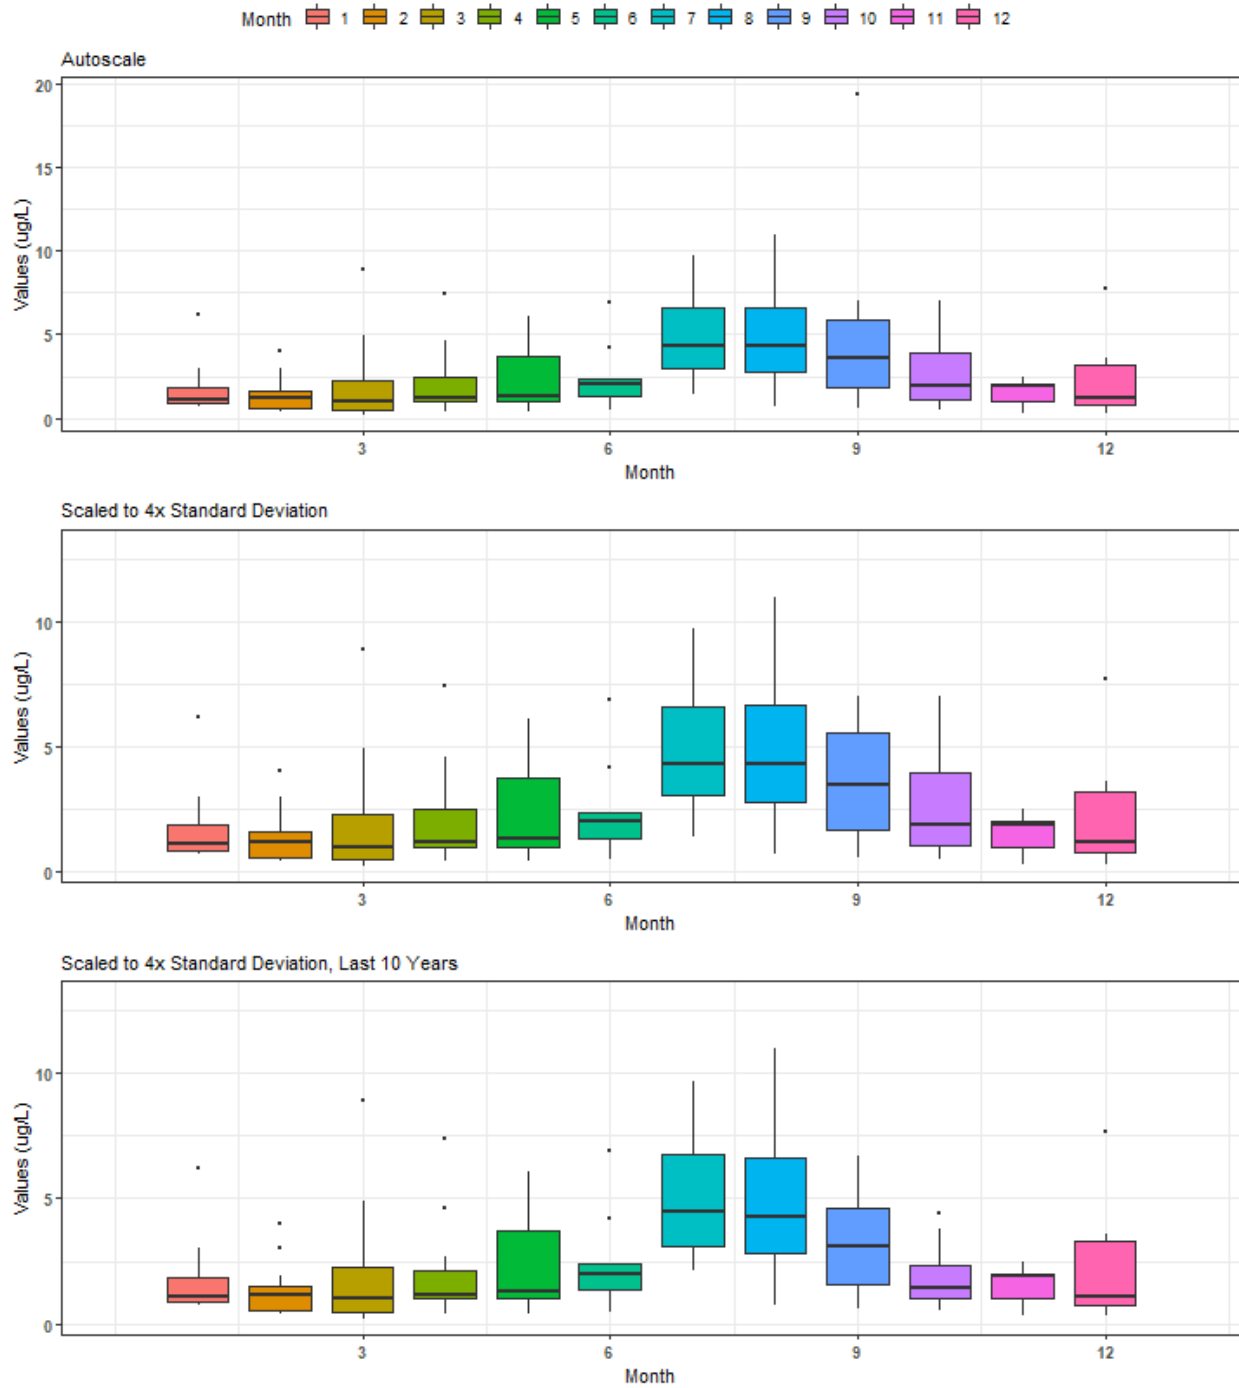 Month 1 2 3 4 5 6 7 8 9 10 11 12
Autoscale
Values (ug/L)
20
15
10
5
0
3 6 9 12
Month
Scaled to 4x Standard Deviation
Values (ug/L)
10
5
0
3 6 9 12
Month
Scaled to 4x Standard Deviation, Last 10 Years
Values (ug/L)
10
5
0
3 6 9 12
Month